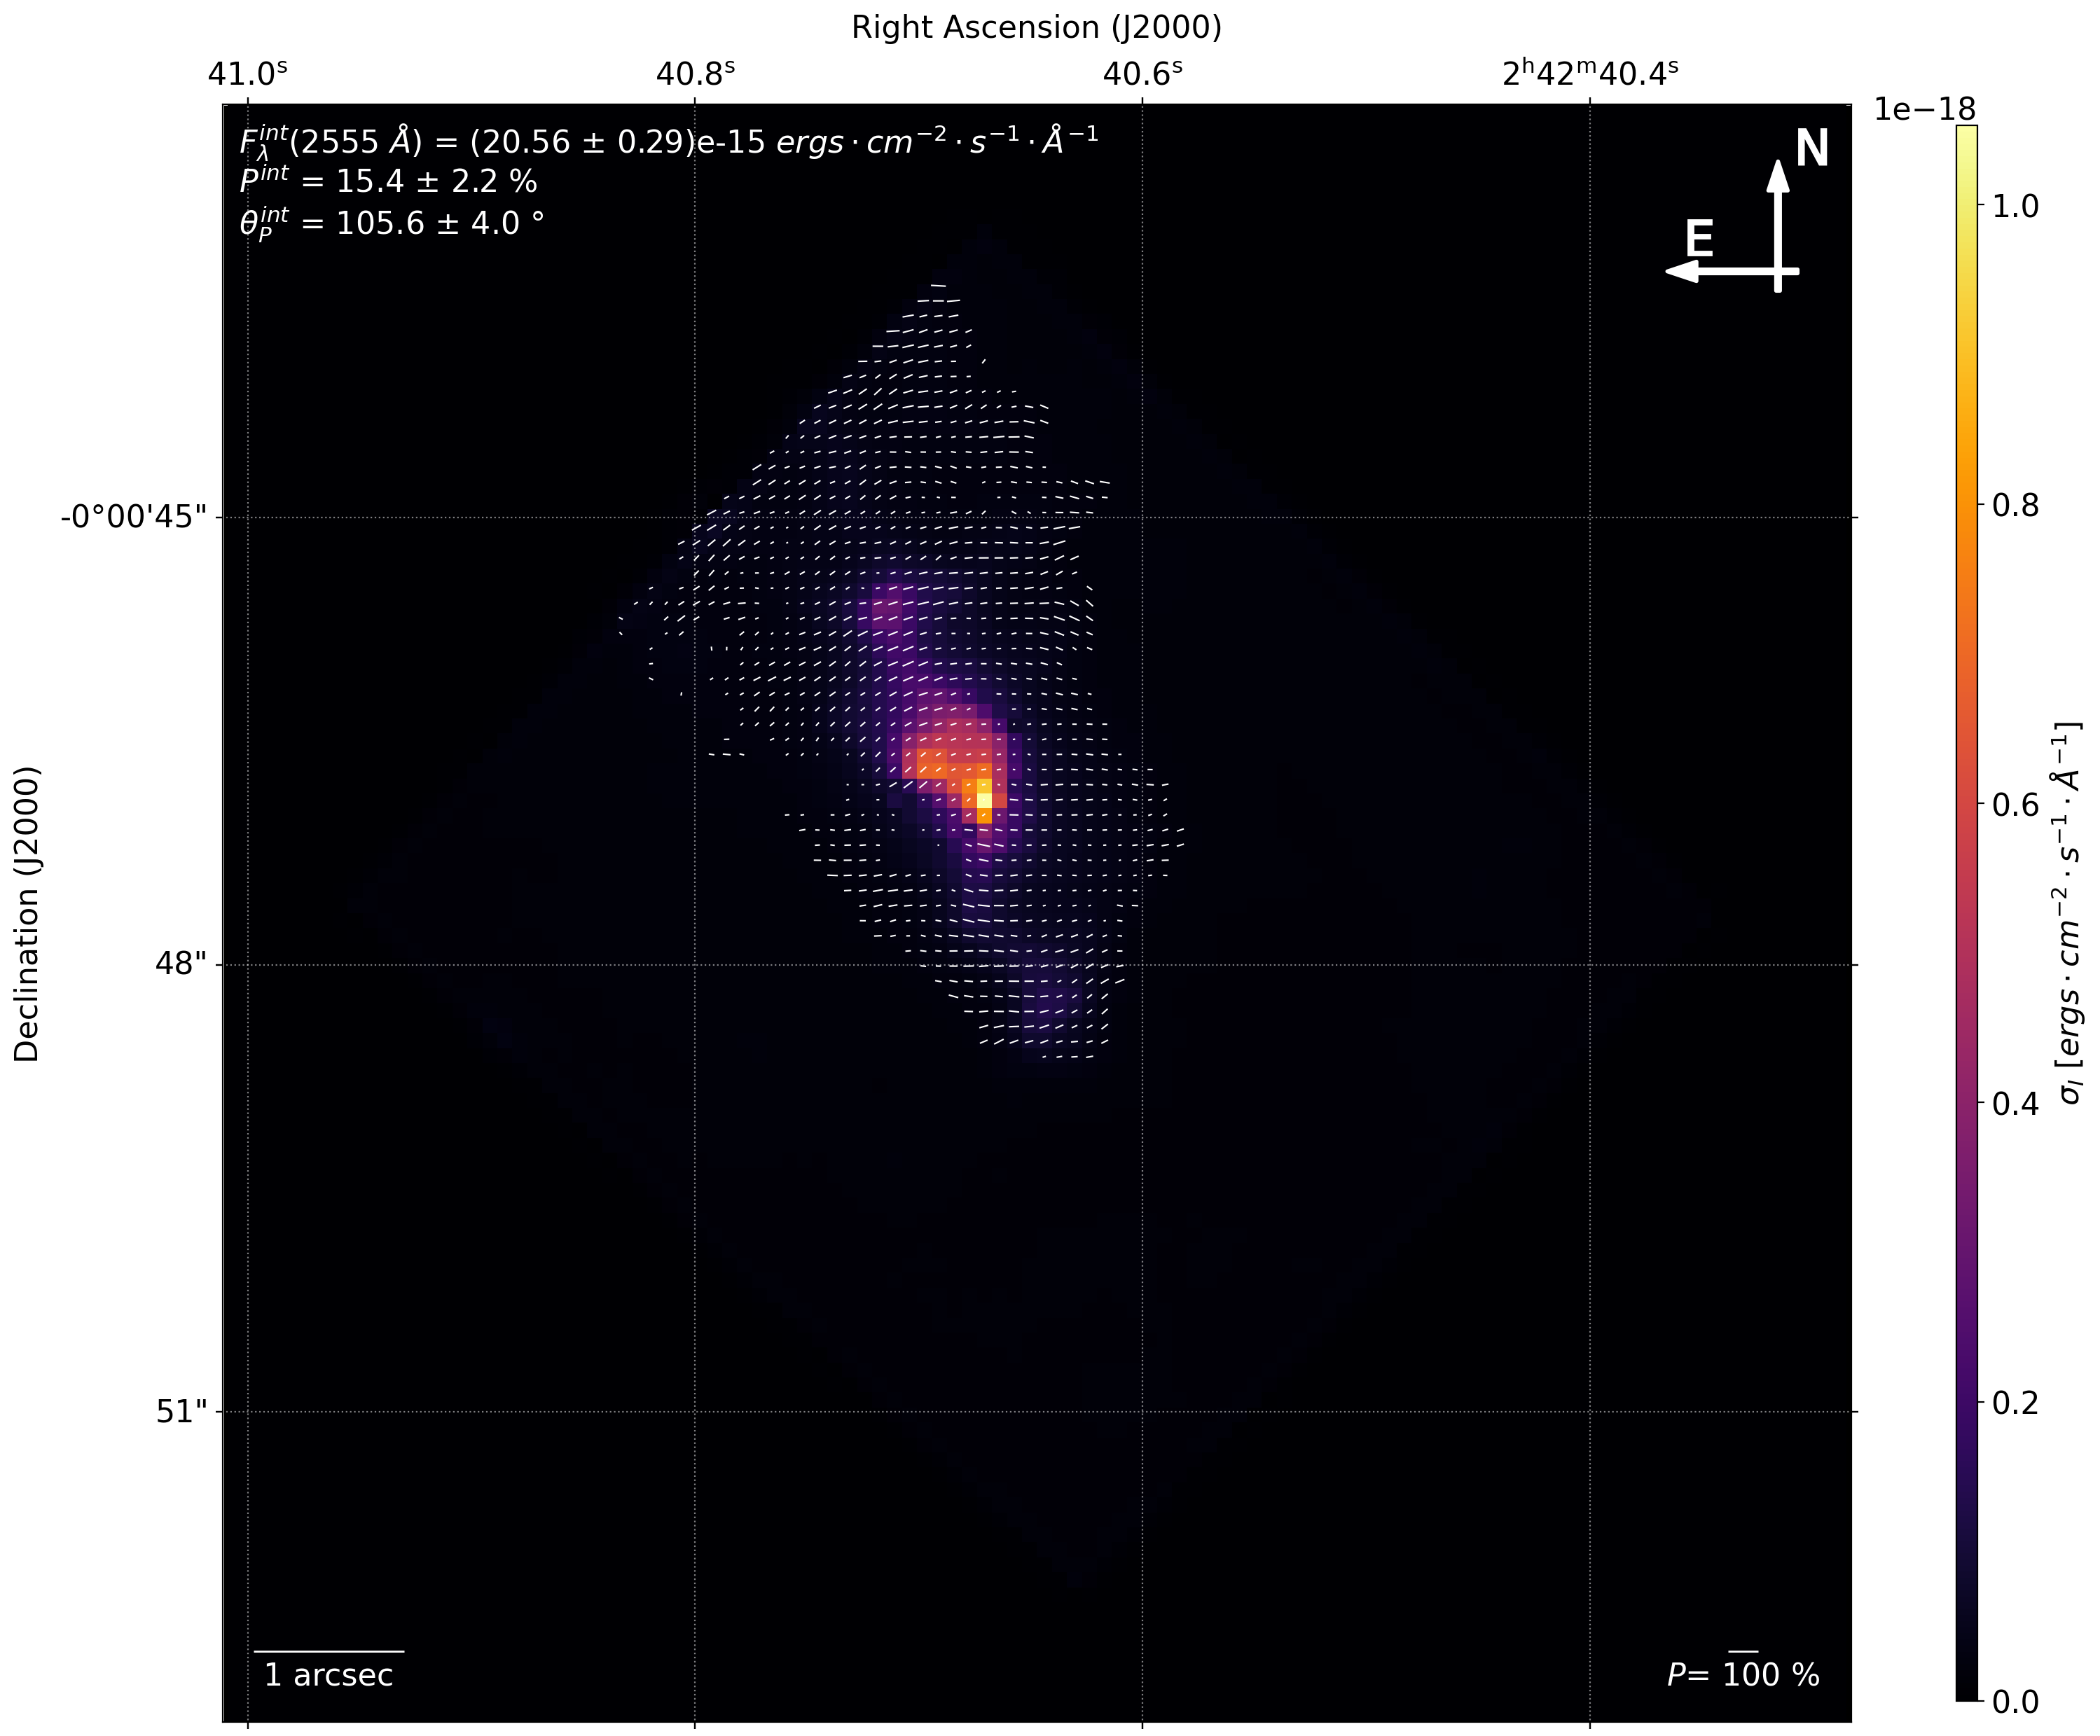 Right Ascension (J2000)
41.0ˢ 40.8ˢ 40.6ˢ 2ʰ42ᵐ40.4ˢ
1e−18
F_λ^int(2555 Å) = (20.56 ± 0.29)e-15 ergs · cm⁻² · s⁻¹ · Å⁻¹
P^int = 15.4 ± 2.2 %
θ_P^int = 105.6 ± 4.0 °
N
E
1.0
0.8
0.6
0.4
0.2
0.0
σ_I [ergs · cm⁻² · s⁻¹ · Å⁻¹]
-0°00'45"
48"
51"
Declination (J2000)
1 arcsec
P= 100 %